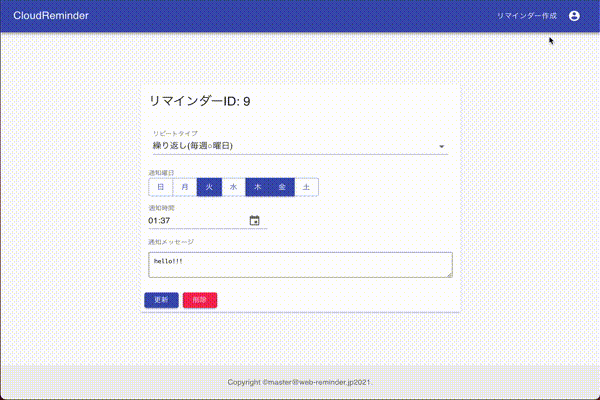 CloudReminder
リマインダー作成
リマインダーID: 9
リピートタイプ
繰り返し(毎週○曜日)
通知曜日
日 月 火 水 木 金 土
通知時間
01:37
通知メッセージ
hello!!!
更新 削除
Copyright ©master@web-reminder.jp2021.